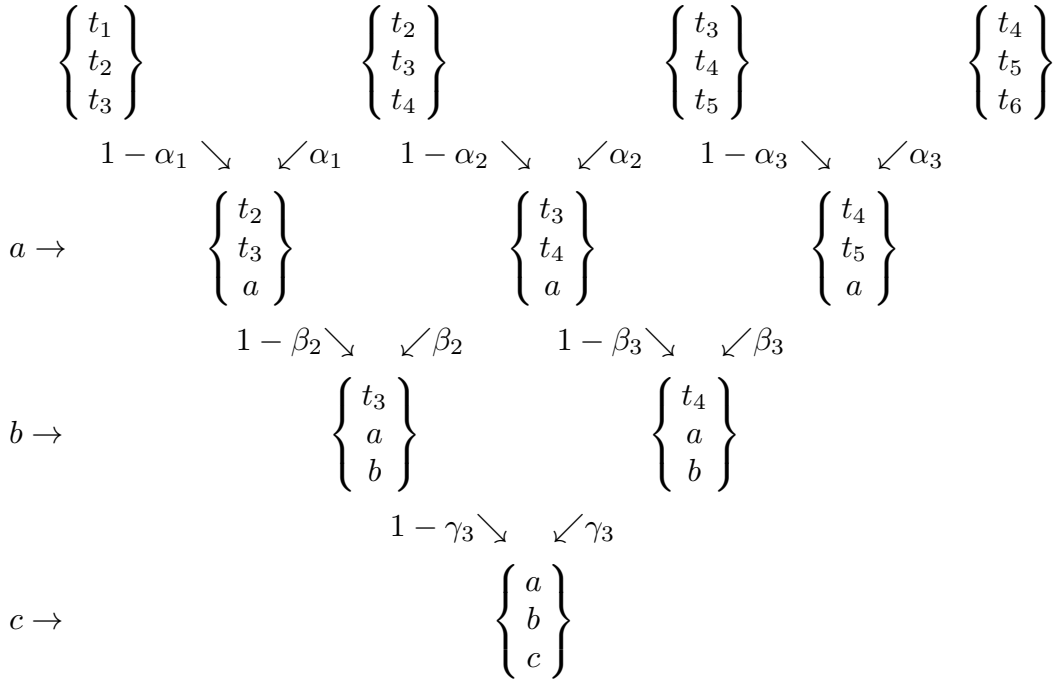 {t₁ t₂ t₃} {t₂ t₃ t₄} {t₃ t₄ t₅} {t₄ t₅ t₆}
1 − α₁ ↘ ↙ α₁ 1 − α₂ ↘ ↙ α₂ 1 − α₃ ↘ ↙ α₃
a → {t₂ t₃ a} {t₃ t₄ a} {t₄ t₅ a}
1 − β₂ ↘ ↙ β₂ 1 − β₃ ↘ ↙ β₃
b → {t₃ a b} {t₄ a b}
1 − γ₃ ↘ ↙ γ₃
c → {a b c}